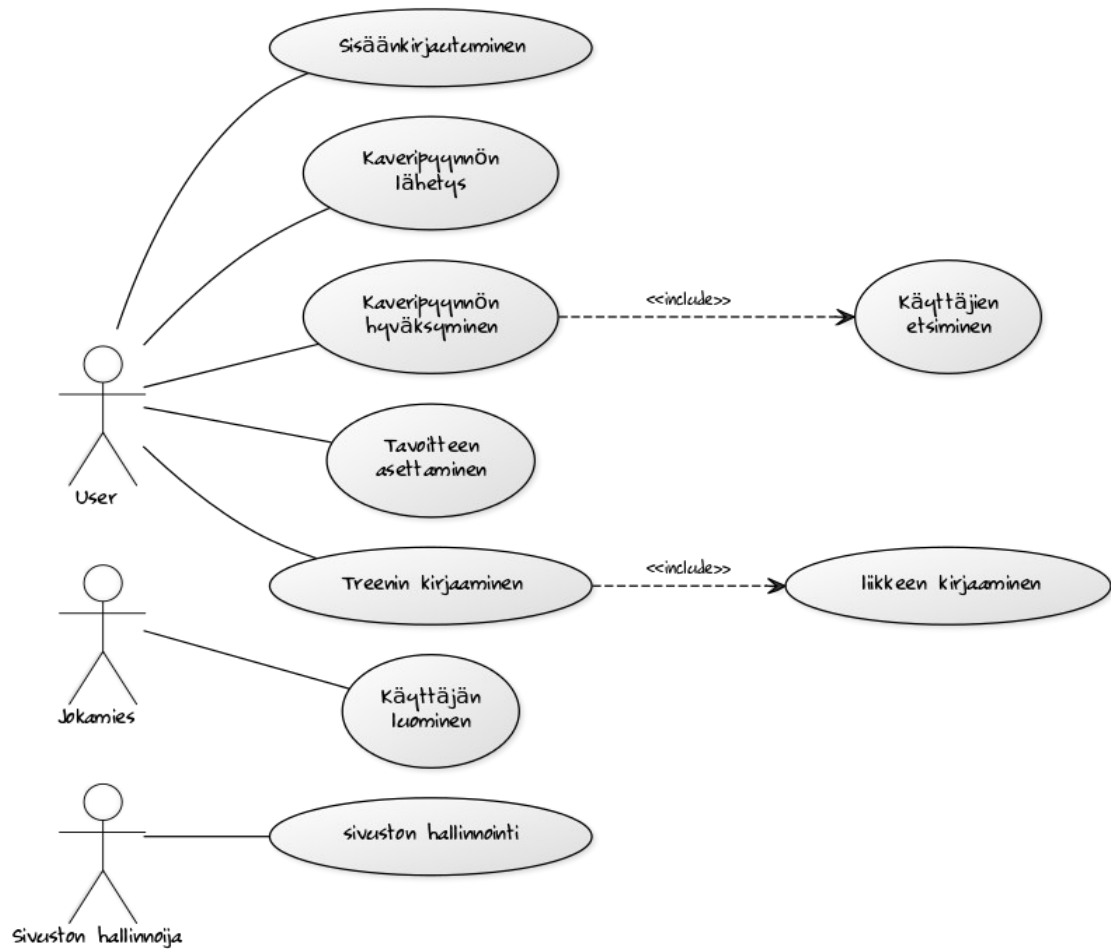 Sisäänkirjautuminen
Kaveripyynnön
lähetys
Kaveripyynnön
hyväksyminen
<<include>>
Käyttäjien
etsiminen
Tavoitteen
asettaminen
User
Treenin kirjaaminen
<<include>>
liikkeen kirjaaminen
Jokamies
Käyttäjän
luominen
sivuston hallinnointi
Sivuston hallinnoija